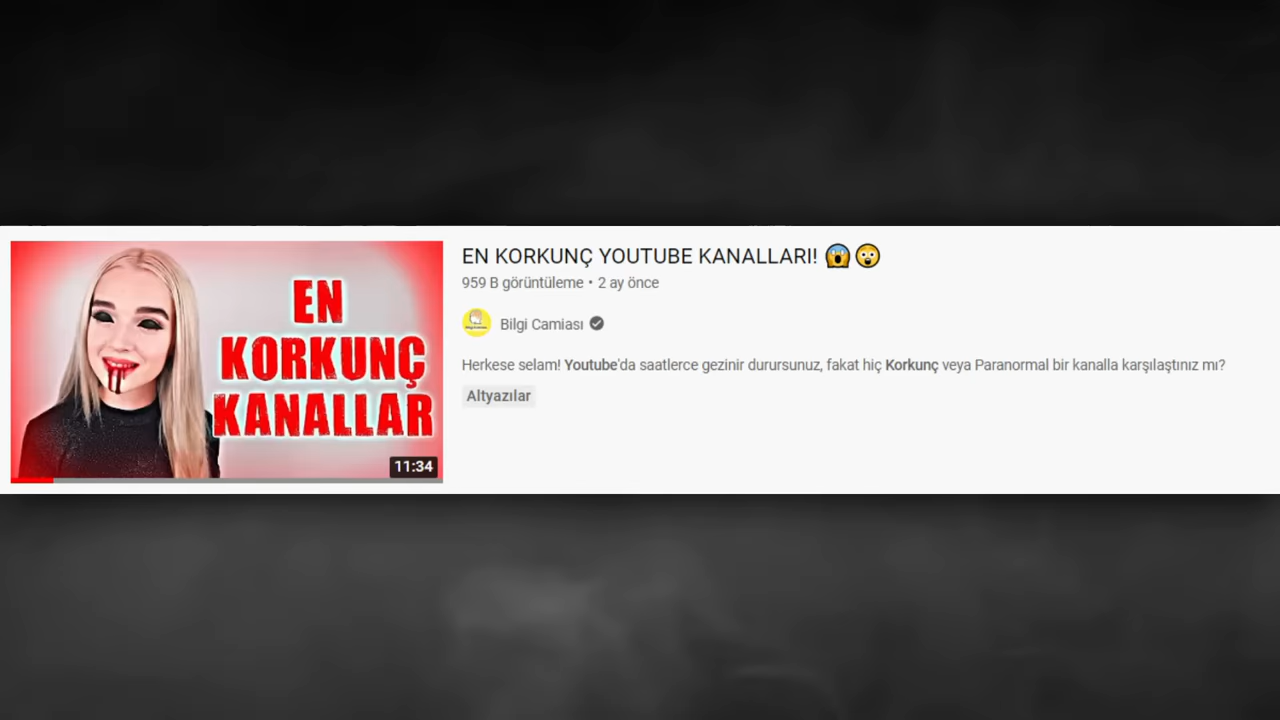 EN
KORKUNÇ
KANALLAR
11:34
EN KORKUNÇ YOUTUBE KANALLARI! 😱😲
959 B görüntüleme • 2 ay önce
Bilgi Camiası
Herkese selam! Youtube'da saatlerce gezinir durursunuz, fakat hiç Korkunç veya Paranormal bir kanalla karşılaştınız mı?
Altyazılar